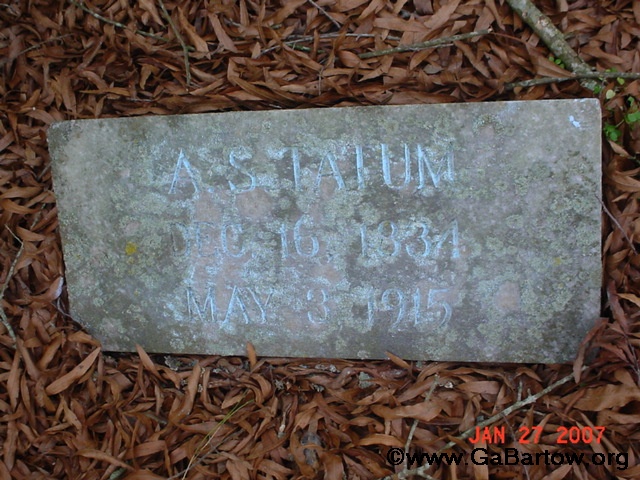 A. S. TATUM
DEC 16, 1834
MAY 3, 1915
JAN 27 2007
©www.GaBartow.org